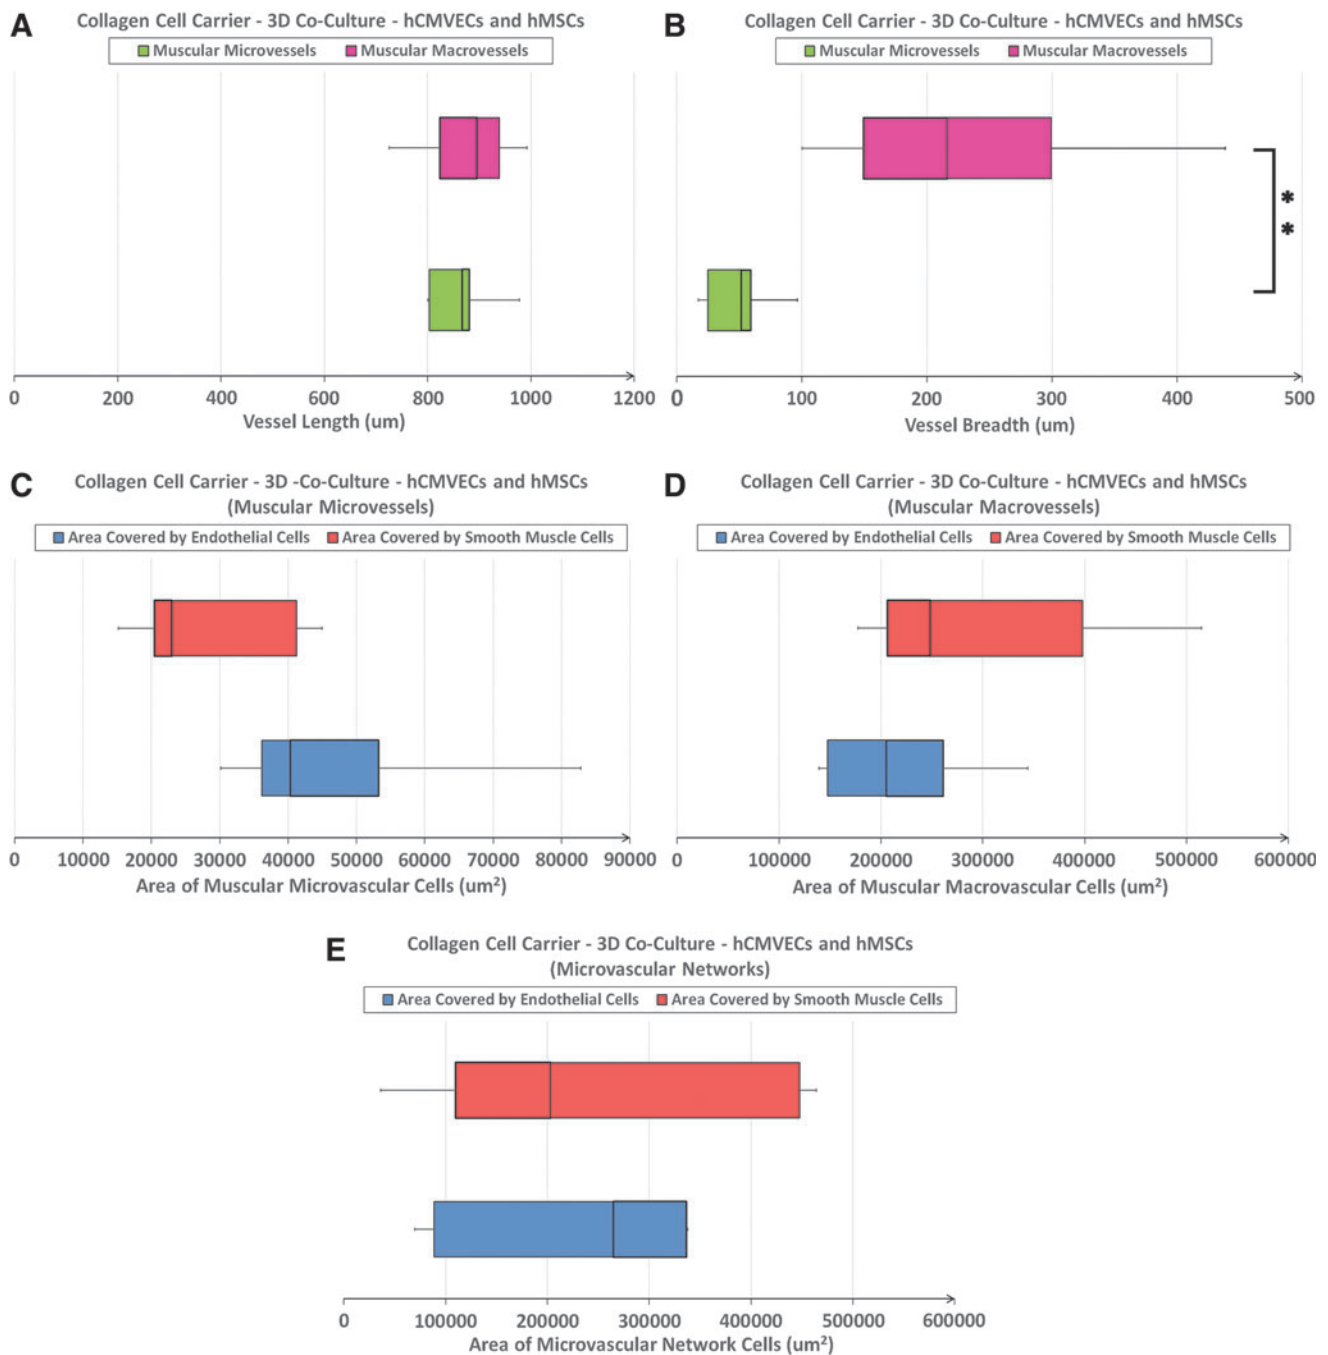 A
Collagen Cell Carrier - 3D Co-Culture - hCMVECs and hMSCs
Muscular Microvessels Muscular Macrovessels
0 200 400 600 800 1000 1200
Vessel Length (um)
B
Collagen Cell Carrier - 3D Co-Culture - hCMVECs and hMSCs
Muscular Microvessels Muscular Macrovessels
*
*
0 100 200 300 400 500
Vessel Breadth (um)
C
Collagen Cell Carrier - 3D -Co-Culture - hCMVECs and hMSCs
(Muscular Microvessels)
Area Covered by Endothelial Cells Area Covered by Smooth Muscle Cells
0 10000 20000 30000 40000 50000 60000 70000 80000 90000
Area of Muscular Microvascular Cells (um²)
D
Collagen Cell Carrier - 3D Co-Culture - hCMVECs and hMSCs
(Muscular Macrovessels)
Area Covered by Endothelial Cells Area Covered by Smooth Muscle Cells
0 100000 200000 300000 400000 500000 600000
Area of Muscular Macrovascular Cells (um²)
E
Collagen Cell Carrier - 3D Co-Culture - hCMVECs and hMSCs
(Microvascular Networks)
Area Covered by Endothelial Cells Area Covered by Smooth Muscle Cells
0 100000 200000 300000 400000 500000 600000
Area of Microvascular Network Cells (um²)